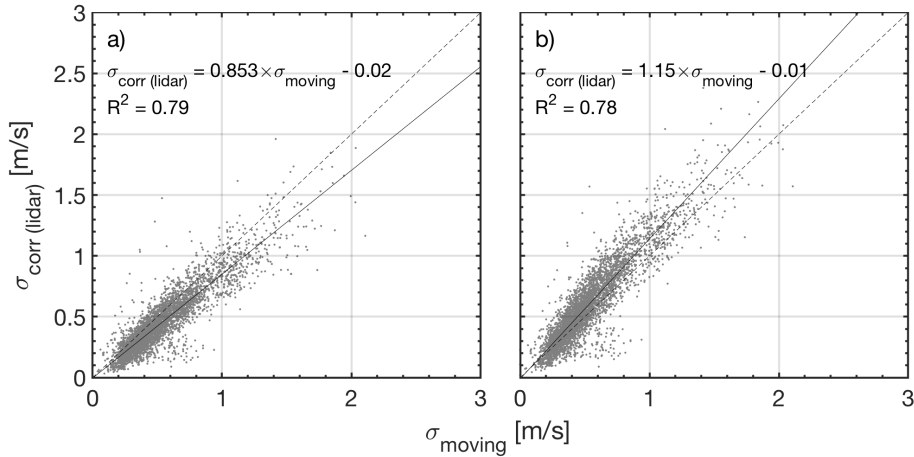 a)
σcorr (lidar) = 0.853×σmoving - 0.02
R2 = 0.79
b)
σcorr (lidar) = 1.15×σmoving - 0.01
R2 = 0.78
3
2.5
2
1.5
1
0.5
0
σcorr (lidar) [m/s]
0 1 2 3
0 1 2 3
σmoving [m/s]